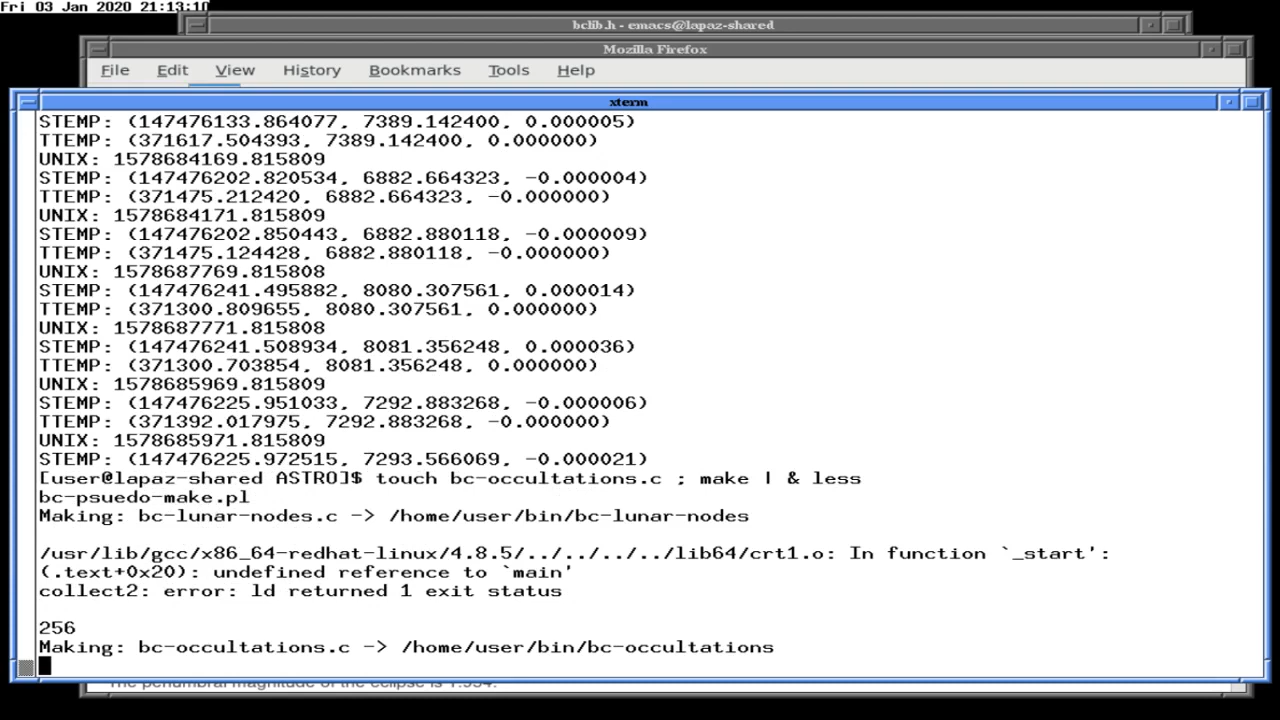 Fri 03 Jan 2020 21:13:10
bclib.h - emacs@lapaz-shared
Mozilla Firefox
File Edit View History Bookmarks Tools Help
xterm
STEMP: (147476133.864077, 7389.142400, 0.000005)
TTEMP: (371617.504393, 7389.142400, 0.000000)
UNIX: 1578684169.815809
STEMP: (147476202.820534, 6882.664323, -0.000004)
TTEMP: (371475.212420, 6882.664323, -0.000000)
UNIX: 1578684171.815809
STEMP: (147476202.850443, 6882.880118, -0.000009)
TTEMP: (371475.124428, 6882.880118, -0.000000)
UNIX: 1578687769.815808
STEMP: (147476241.495882, 8080.307561, 0.000014)
TTEMP: (371300.809655, 8080.307561, 0.000000)
UNIX: 1578687771.815808
STEMP: (147476241.508934, 8081.356248, 0.000036)
TTEMP: (371300.703854, 8081.356248, 0.000000)
UNIX: 1578685969.815809
STEMP: (147476225.951033, 7292.883268, -0.000006)
TTEMP: (371392.017975, 7292.883268, -0.000000)
UNIX: 1578685971.815809
STEMP: (147476225.972515, 7293.566069, -0.000021)
[user@lapaz-shared ASTRO]$ touch bc-occultations.c ; make | & less
bc-psuedo-make.pl
Making: bc-lunar-nodes.c -> /home/user/bin/bc-lunar-nodes
/usr/lib/gcc/x86_64-redhat-linux/4.8.5/../../../../lib64/crt1.o: In function `_start':
(.text+0x20): undefined reference to `main'
collect2: error: ld returned 1 exit status
256
Making: bc-occultations.c -> /home/user/bin/bc-occultations
The penumbral magnitude of the eclipse is 1.554.